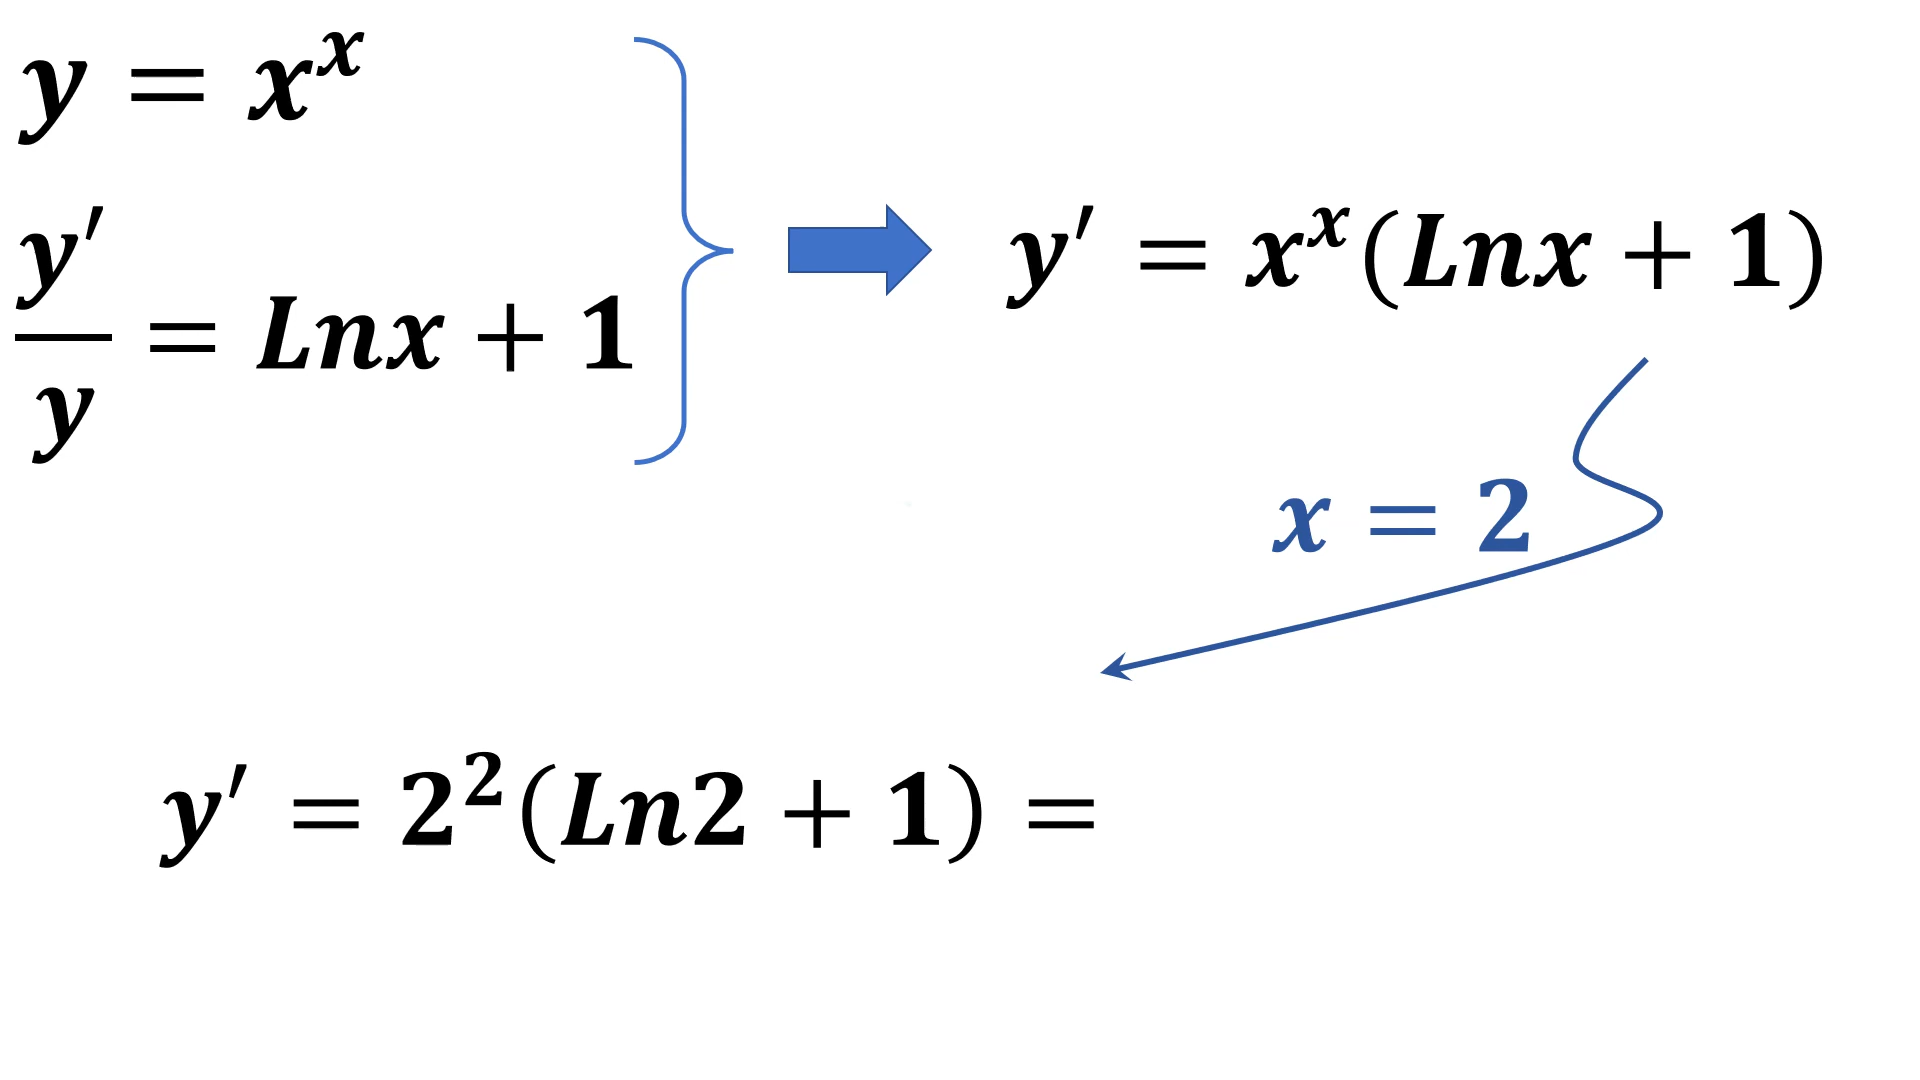 y = x^x
y'/y = Lnx + 1
y' = x^x(Lnx + 1)
x = 2
y' = 2^2(Ln2 + 1) =